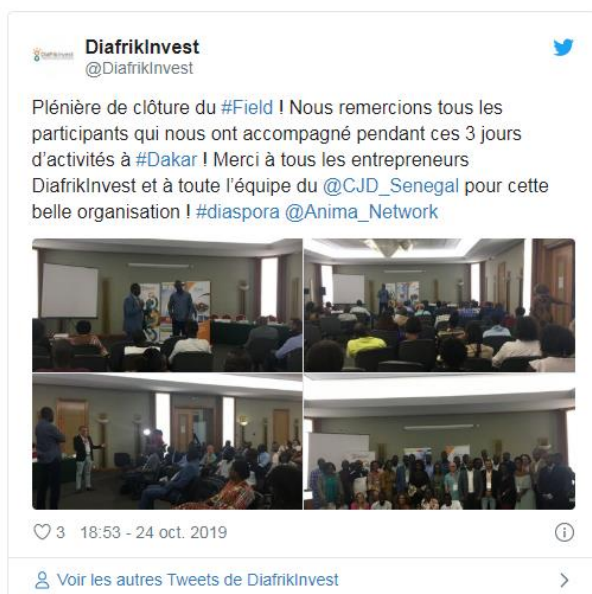 DiafrikInvest
@DiafrikInvest
Plénière de clôture du #Field ! Nous remercions tous les
participants qui nous ont accompagné pendant ces 3 jours
d'activités à #Dakar ! Merci à tous les entrepreneurs
DiafrikInvest et à toute l'équipe du @CJD_Senegal pour cette
belle organisation ! #diaspora @Anima_Network
3 18:53 - 24 oct. 2019
Voir les autres Tweets de DiafrikInvest